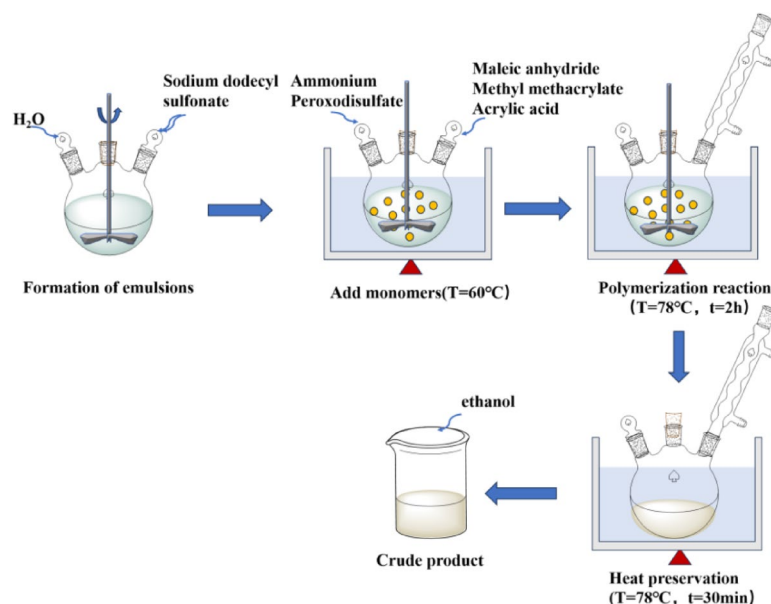 H₂O
Sodium dodecyl
sulfonate
Formation of emulsions
Ammonium
Peroxodisulfate
Maleic anhydride
Methyl methacrylate
Acrylic acid
Add monomers(T=60℃)
Polymerization reaction
(T=78℃, t=2h)
ethanol
Crude product
Heat preservation
(T=78℃, t=30min)